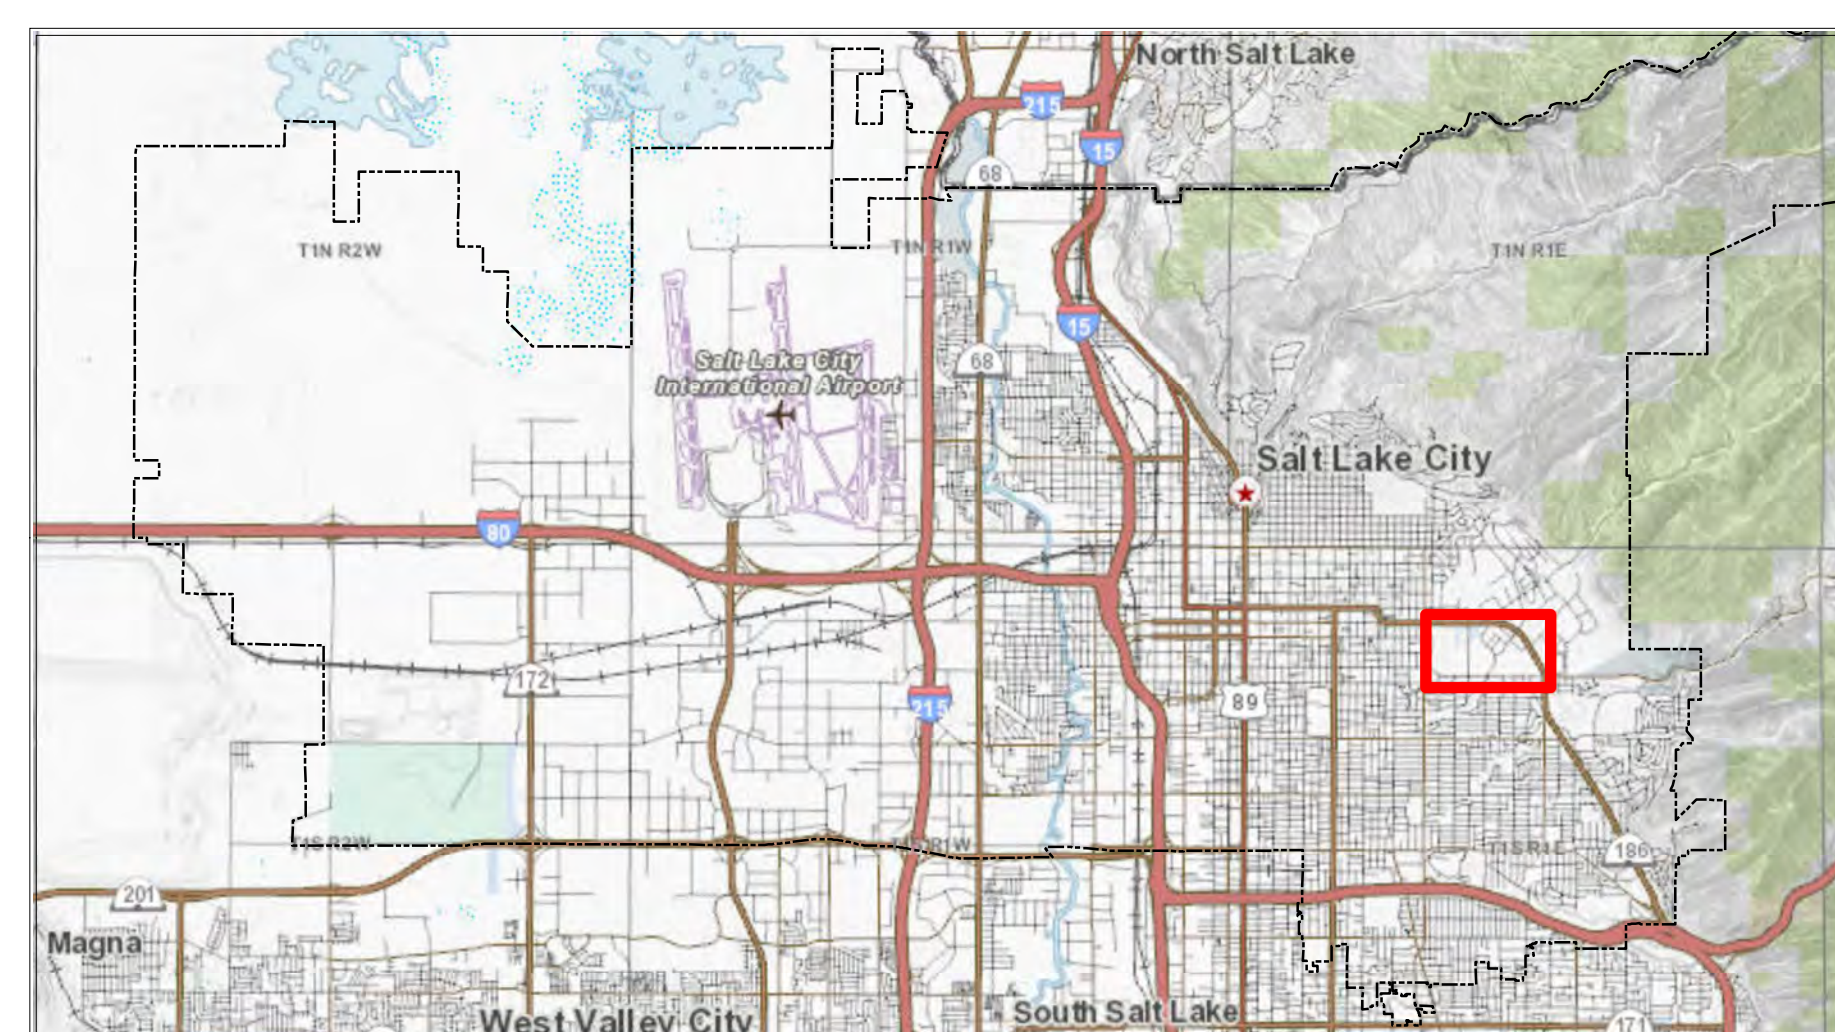 North Salt Lake
215
15
68
T1N R2W
T1N R1W
T1N R1E
15
68
Salt Lake City
International Airport
Salt Lake City
80
172
215
89
T1S R2W
R1W
T1S R1E
186
201
Magna
South Salt Lake
West Valley City
171